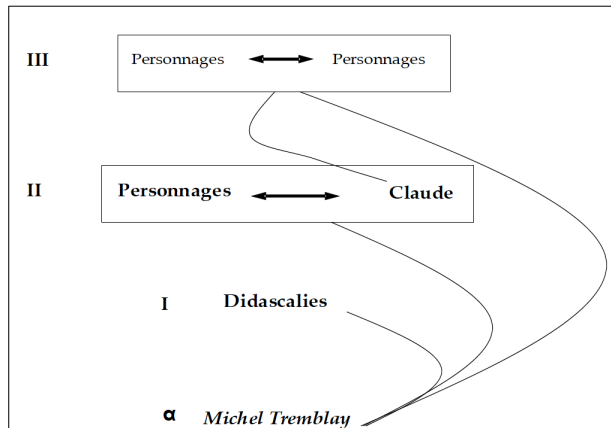 III Personnages Personnages
II Personnages Claude
I Didascalies
α Michel Tremblay